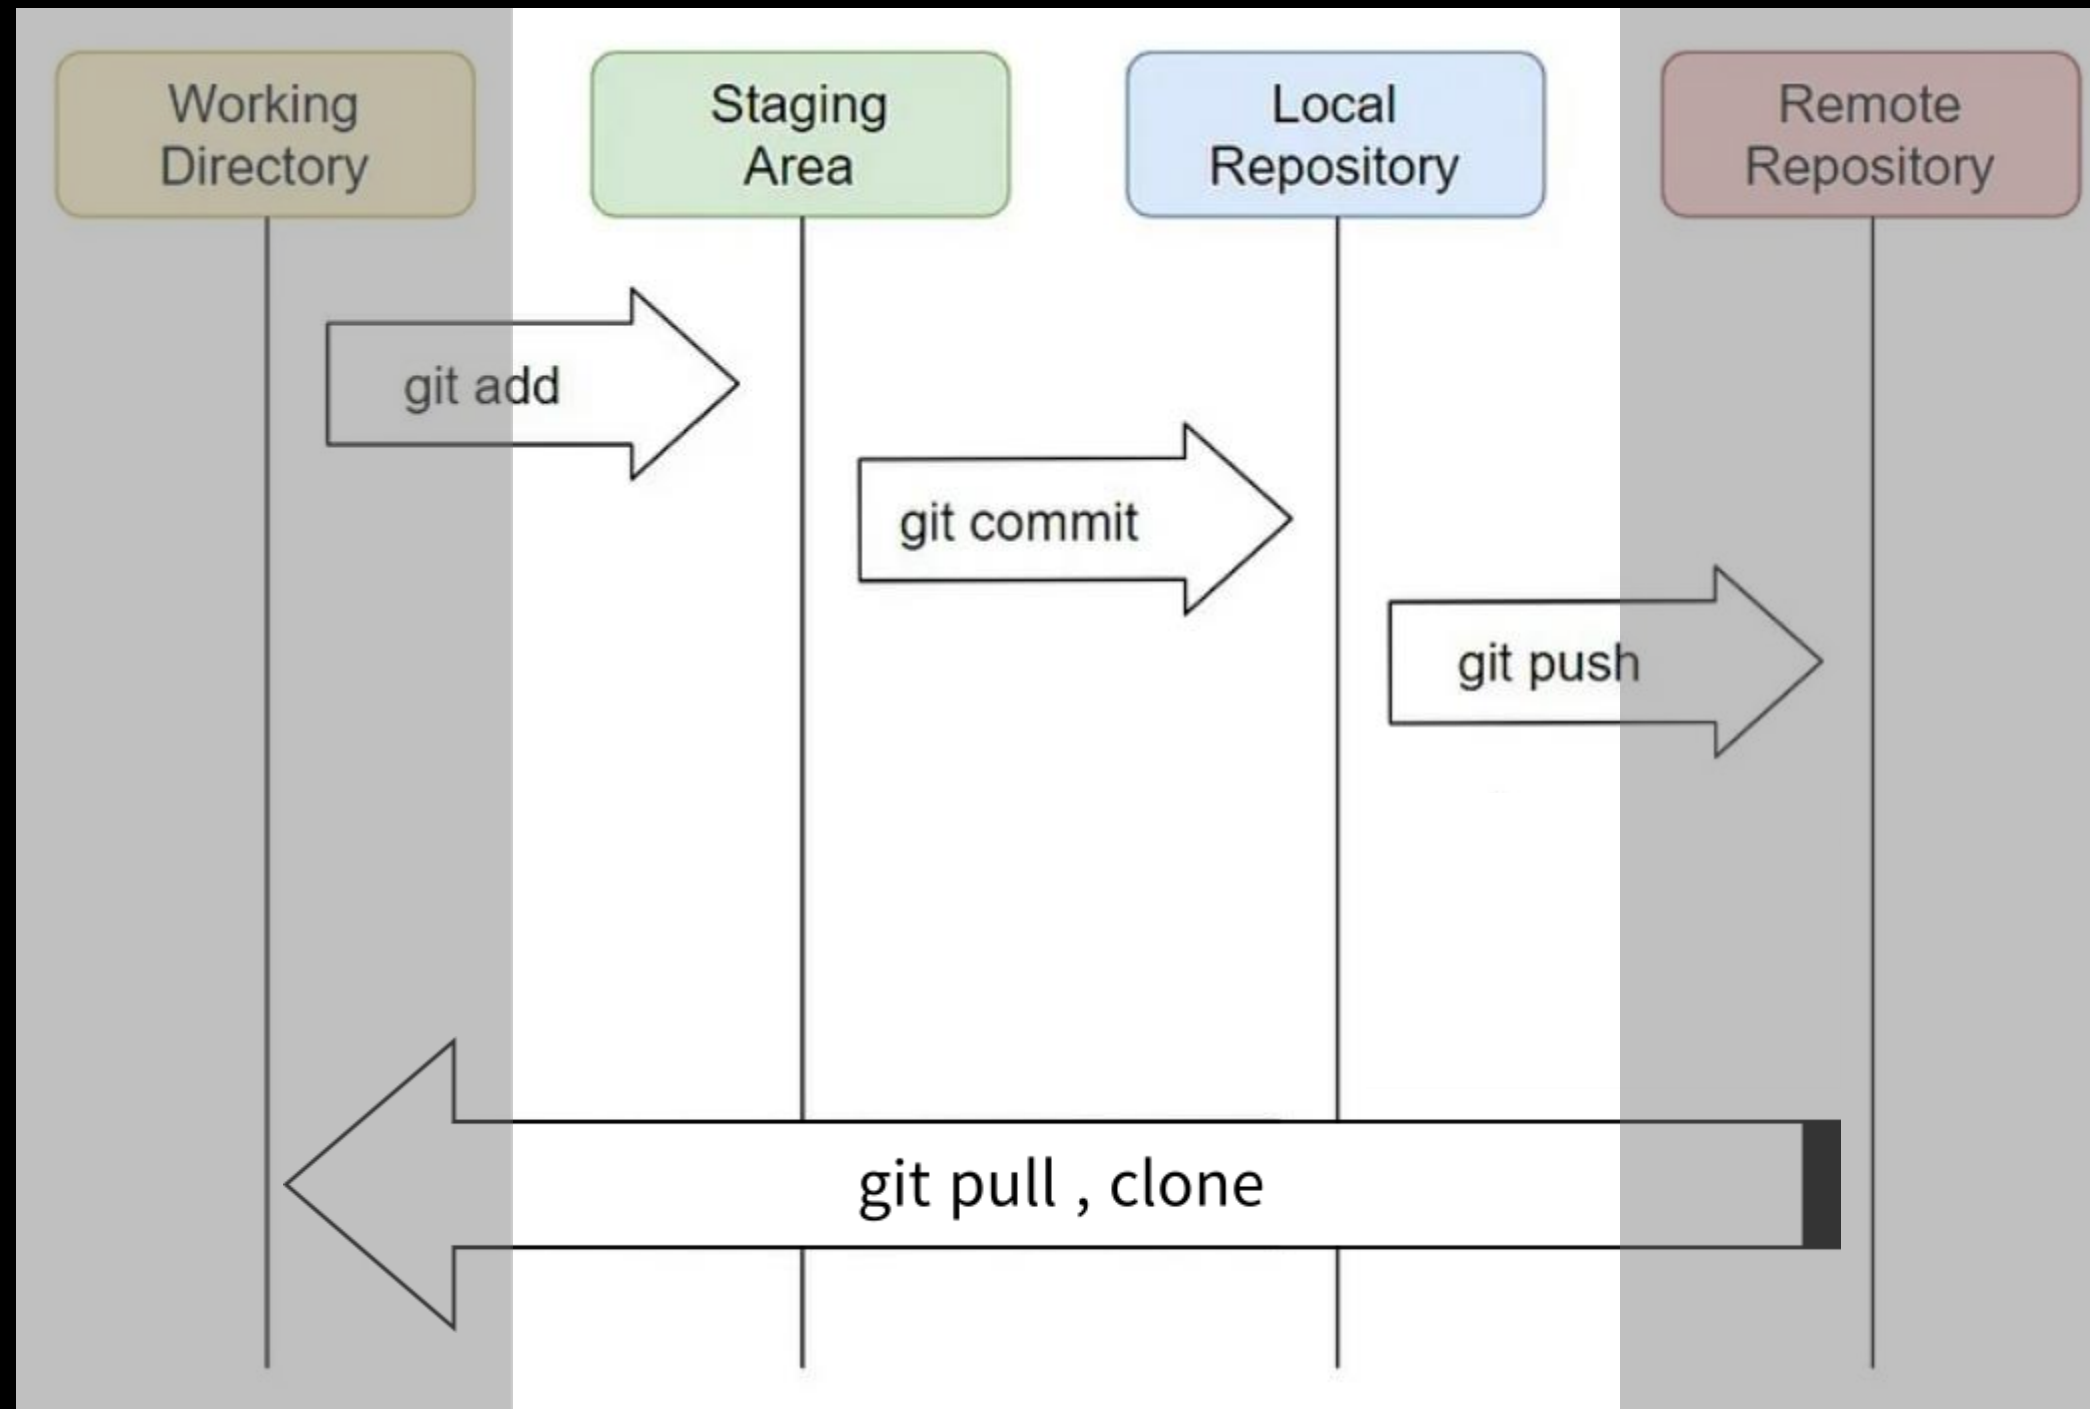 Working
Directory
Staging
Area
Local
Repository
Remote
Repository
git add
git commit
git push
git pull , clone